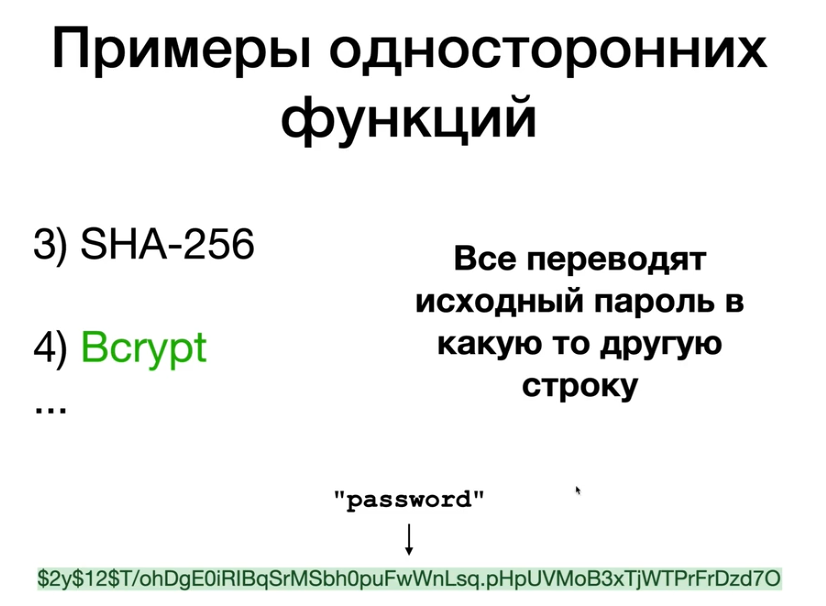 Примеры односторонних
функций
3) SHA-256
4) Bcrypt
...
Все переводят
исходный пароль в
какую то другую
строку
"password"
$2y$12$T/ohDgE0iRIBqSrMSbh0puFwWnLsq.pHpUVMoB3xTjWTPrFrDzd7O